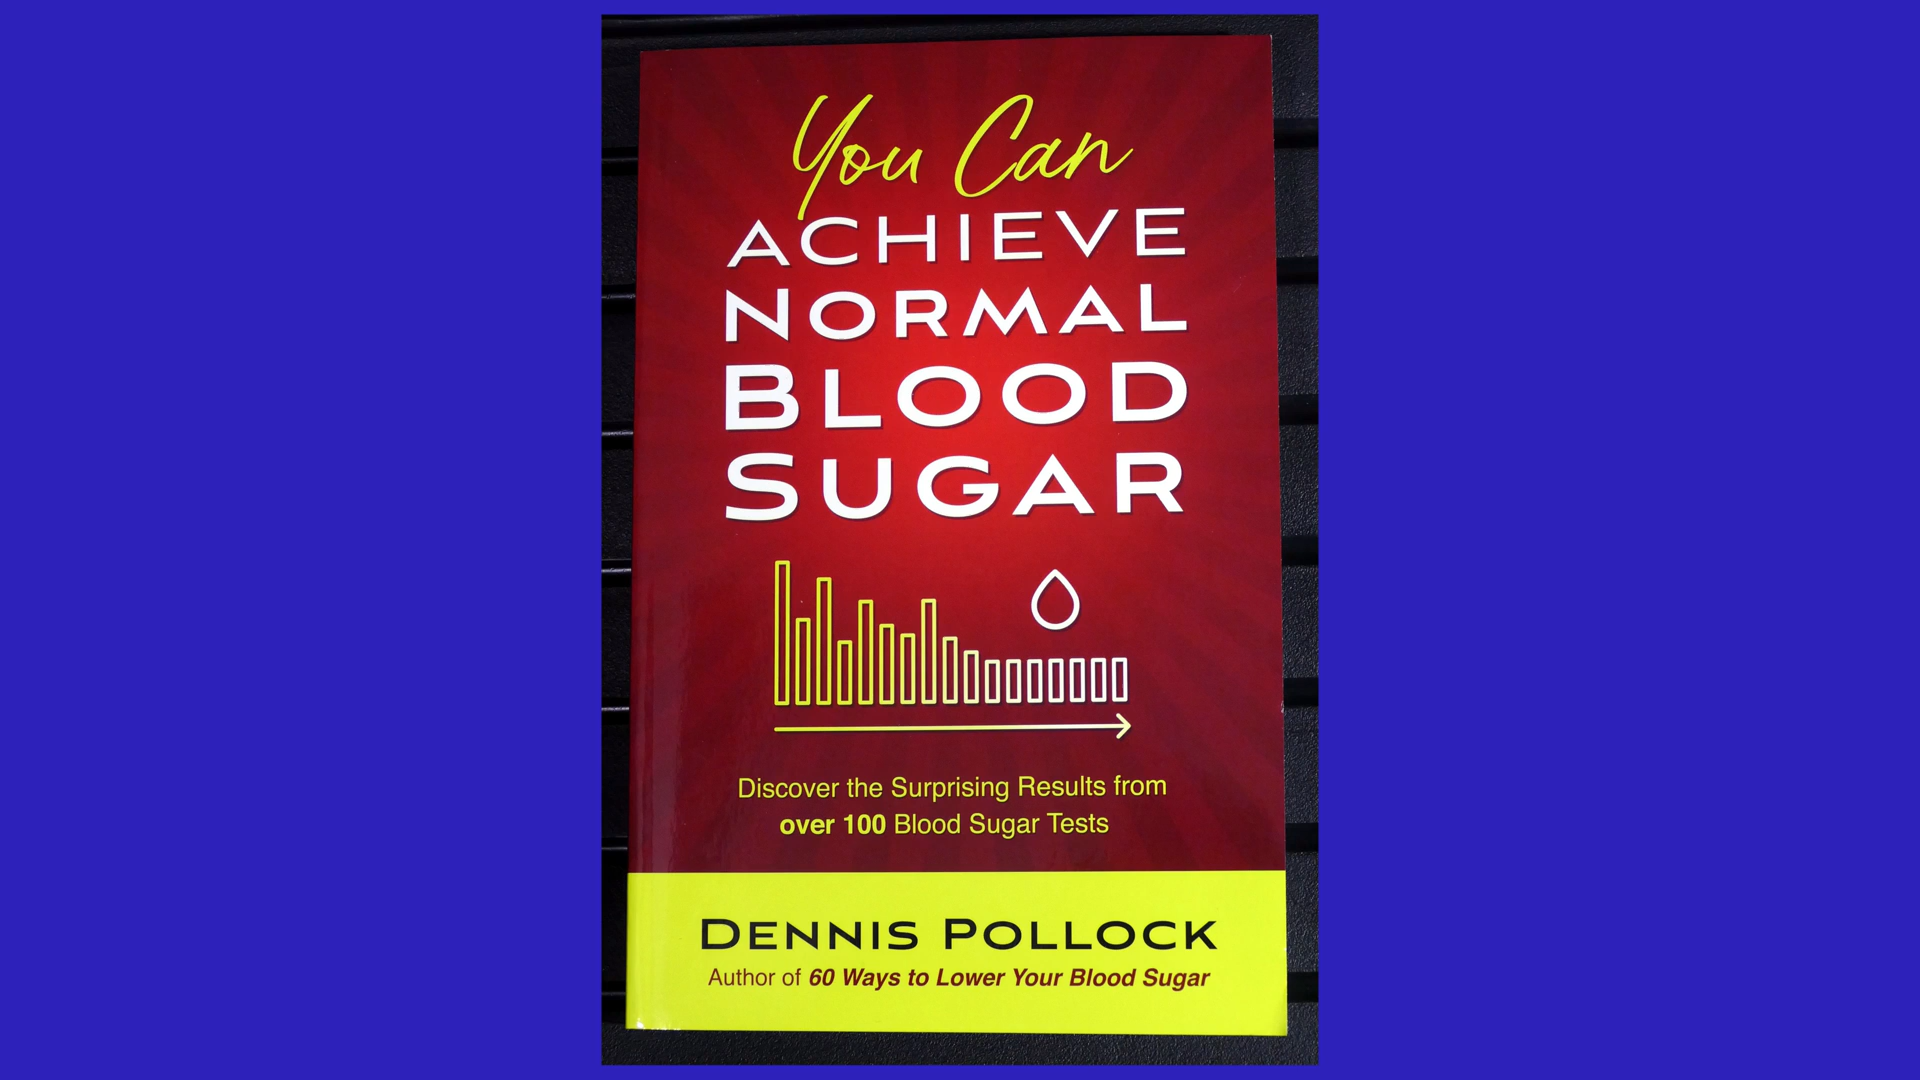 You Can
ACHIEVE
NORMAL
BLOOD
SUGAR
Discover the Surprising Results from
over 100 Blood Sugar Tests
DENNIS POLLOCK
Author of 60 Ways to Lower Your Blood Sugar